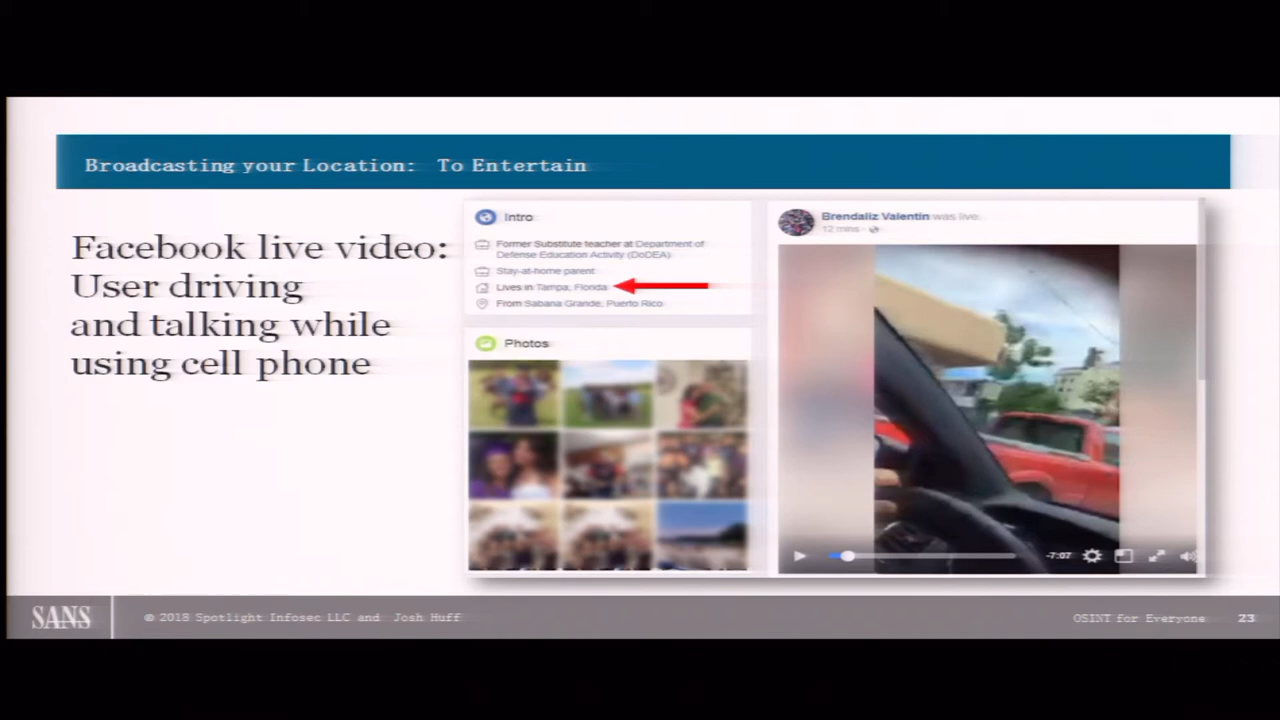 Broadcasting your Location: To Entertain
Facebook live video:
User driving
and talking while
using cell phone
Intro
Former Substitute teacher at Department of
Defense Education Activity (DoDEA)
Stay-at-home parent
Lives in Tampa, Florida
From Sabana Grande, Puerto Rico
Photos
Brendaliz Valentin was live.
12 mins
-7:07
SANS
© 2018 Spotlight Infosec LLC and Josh Huff
OSINT for Everyone
23